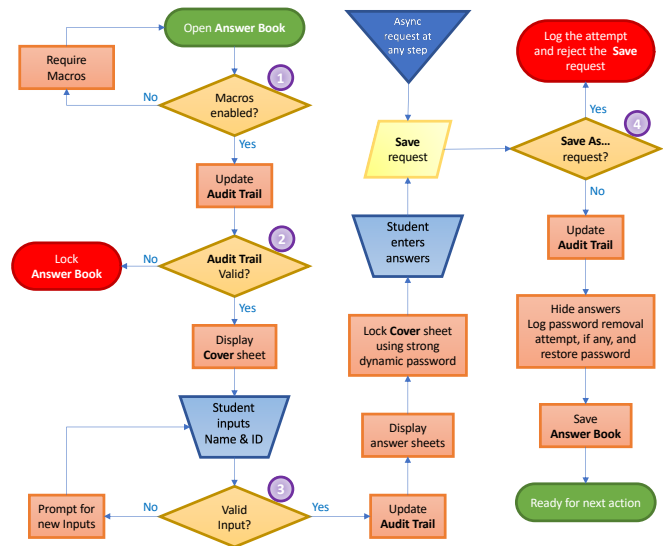 Open Answer Book
Require
Macros
1
Macros
enabled?
No
Yes
Update
Audit Trail
2
Audit Trail
Valid?
No
Lock
Answer Book
Yes
Display
Cover sheet
Student
inputs
Name & ID
3
Valid
Input?
No
Prompt for
new Inputs
Yes
Update
Audit Trail
Display
answer sheets
Lock Cover sheet
using strong
dynamic password
Student
enters
answers
Async
request at
any step
Save
request
4
Save As...
request?
Yes
Log the attempt
and reject the Save
request
No
Update
Audit Trail
Hide answers
Log password removal
attempt, if any, and
restore password
Save
Answer Book
Ready for next action